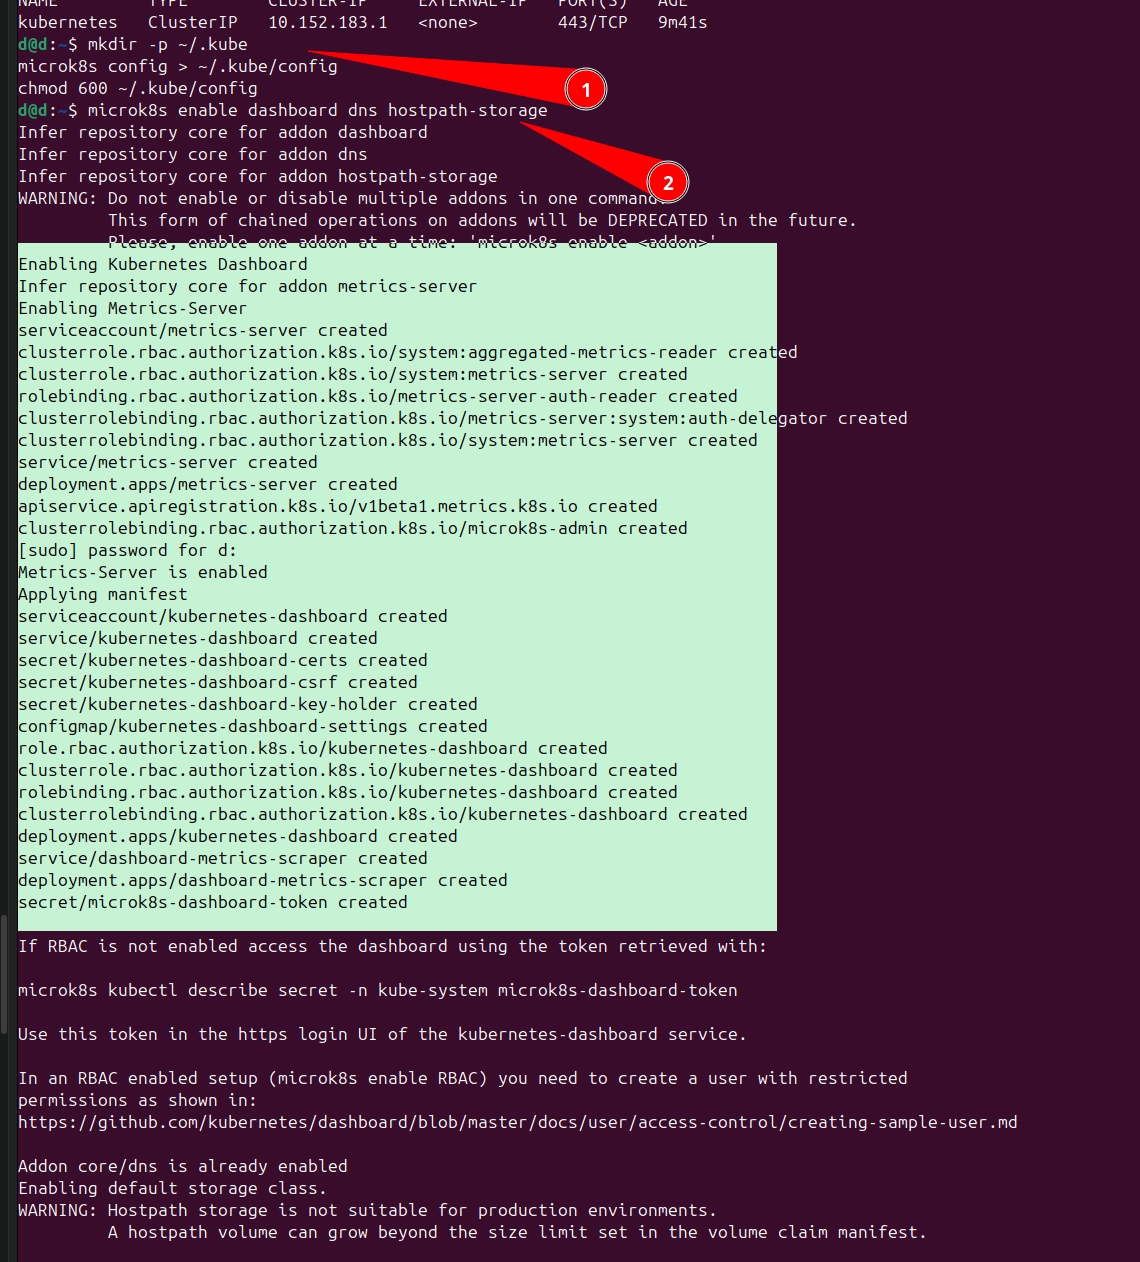 NAME TYPE CLUSTER-IP EXTERNAL-IP PORT(S) AGE
kubernetes ClusterIP 10.152.183.1 <none> 443/TCP 9m41s
d@d:~$ mkdir -p ~/.kube
microk8s config > ~/.kube/config
1
chmod 600 ~/.kube/config
d@d:~$ microk8s enable dashboard dns hostpath-storage
Infer repository core for addon dashboard
Infer repository core for addon dns
Infer repository core for addon hostpath-storage
2
WARNING: Do not enable or disable multiple addons in one command.
This form of chained operations on addons will be DEPRECATED in the future.
Please, enable one addon at a time: 'microk8s enable <addon>'
Enabling Kubernetes Dashboard
Infer repository core for addon metrics-server
Enabling Metrics-Server
serviceaccount/metrics-server created
clusterrole.rbac.authorization.k8s.io/system:aggregated-metrics-reader created
clusterrole.rbac.authorization.k8s.io/system:metrics-server created
rolebinding.rbac.authorization.k8s.io/metrics-server-auth-reader created
clusterrolebinding.rbac.authorization.k8s.io/metrics-server:system:auth-delegator created
clusterrolebinding.rbac.authorization.k8s.io/system:metrics-server created
service/metrics-server created
deployment.apps/metrics-server created
apiservice.apiregistration.k8s.io/v1beta1.metrics.k8s.io created
clusterrolebinding.rbac.authorization.k8s.io/microk8s-admin created
[sudo] password for d:
Metrics-Server is enabled
Applying manifest
serviceaccount/kubernetes-dashboard created
service/kubernetes-dashboard created
secret/kubernetes-dashboard-certs created
secret/kubernetes-dashboard-csrf created
secret/kubernetes-dashboard-key-holder created
configmap/kubernetes-dashboard-settings created
role.rbac.authorization.k8s.io/kubernetes-dashboard created
clusterrole.rbac.authorization.k8s.io/kubernetes-dashboard created
rolebinding.rbac.authorization.k8s.io/kubernetes-dashboard created
clusterrolebinding.rbac.authorization.k8s.io/kubernetes-dashboard created
deployment.apps/kubernetes-dashboard created
service/dashboard-metrics-scraper created
deployment.apps/dashboard-metrics-scraper created
secret/microk8s-dashboard-token created
If RBAC is not enabled access the dashboard using the token retrieved with:
microk8s kubectl describe secret -n kube-system microk8s-dashboard-token
Use this token in the https login UI of the kubernetes-dashboard service.
In an RBAC enabled setup (microk8s enable RBAC) you need to create a user with restricted
permissions as shown in:
https://github.com/kubernetes/dashboard/blob/master/docs/user/access-control/creating-sample-user.md
Addon core/dns is already enabled
Enabling default storage class.
WARNING: Hostpath storage is not suitable for production environments.
A hostpath volume can grow beyond the size limit set in the volume claim manifest.